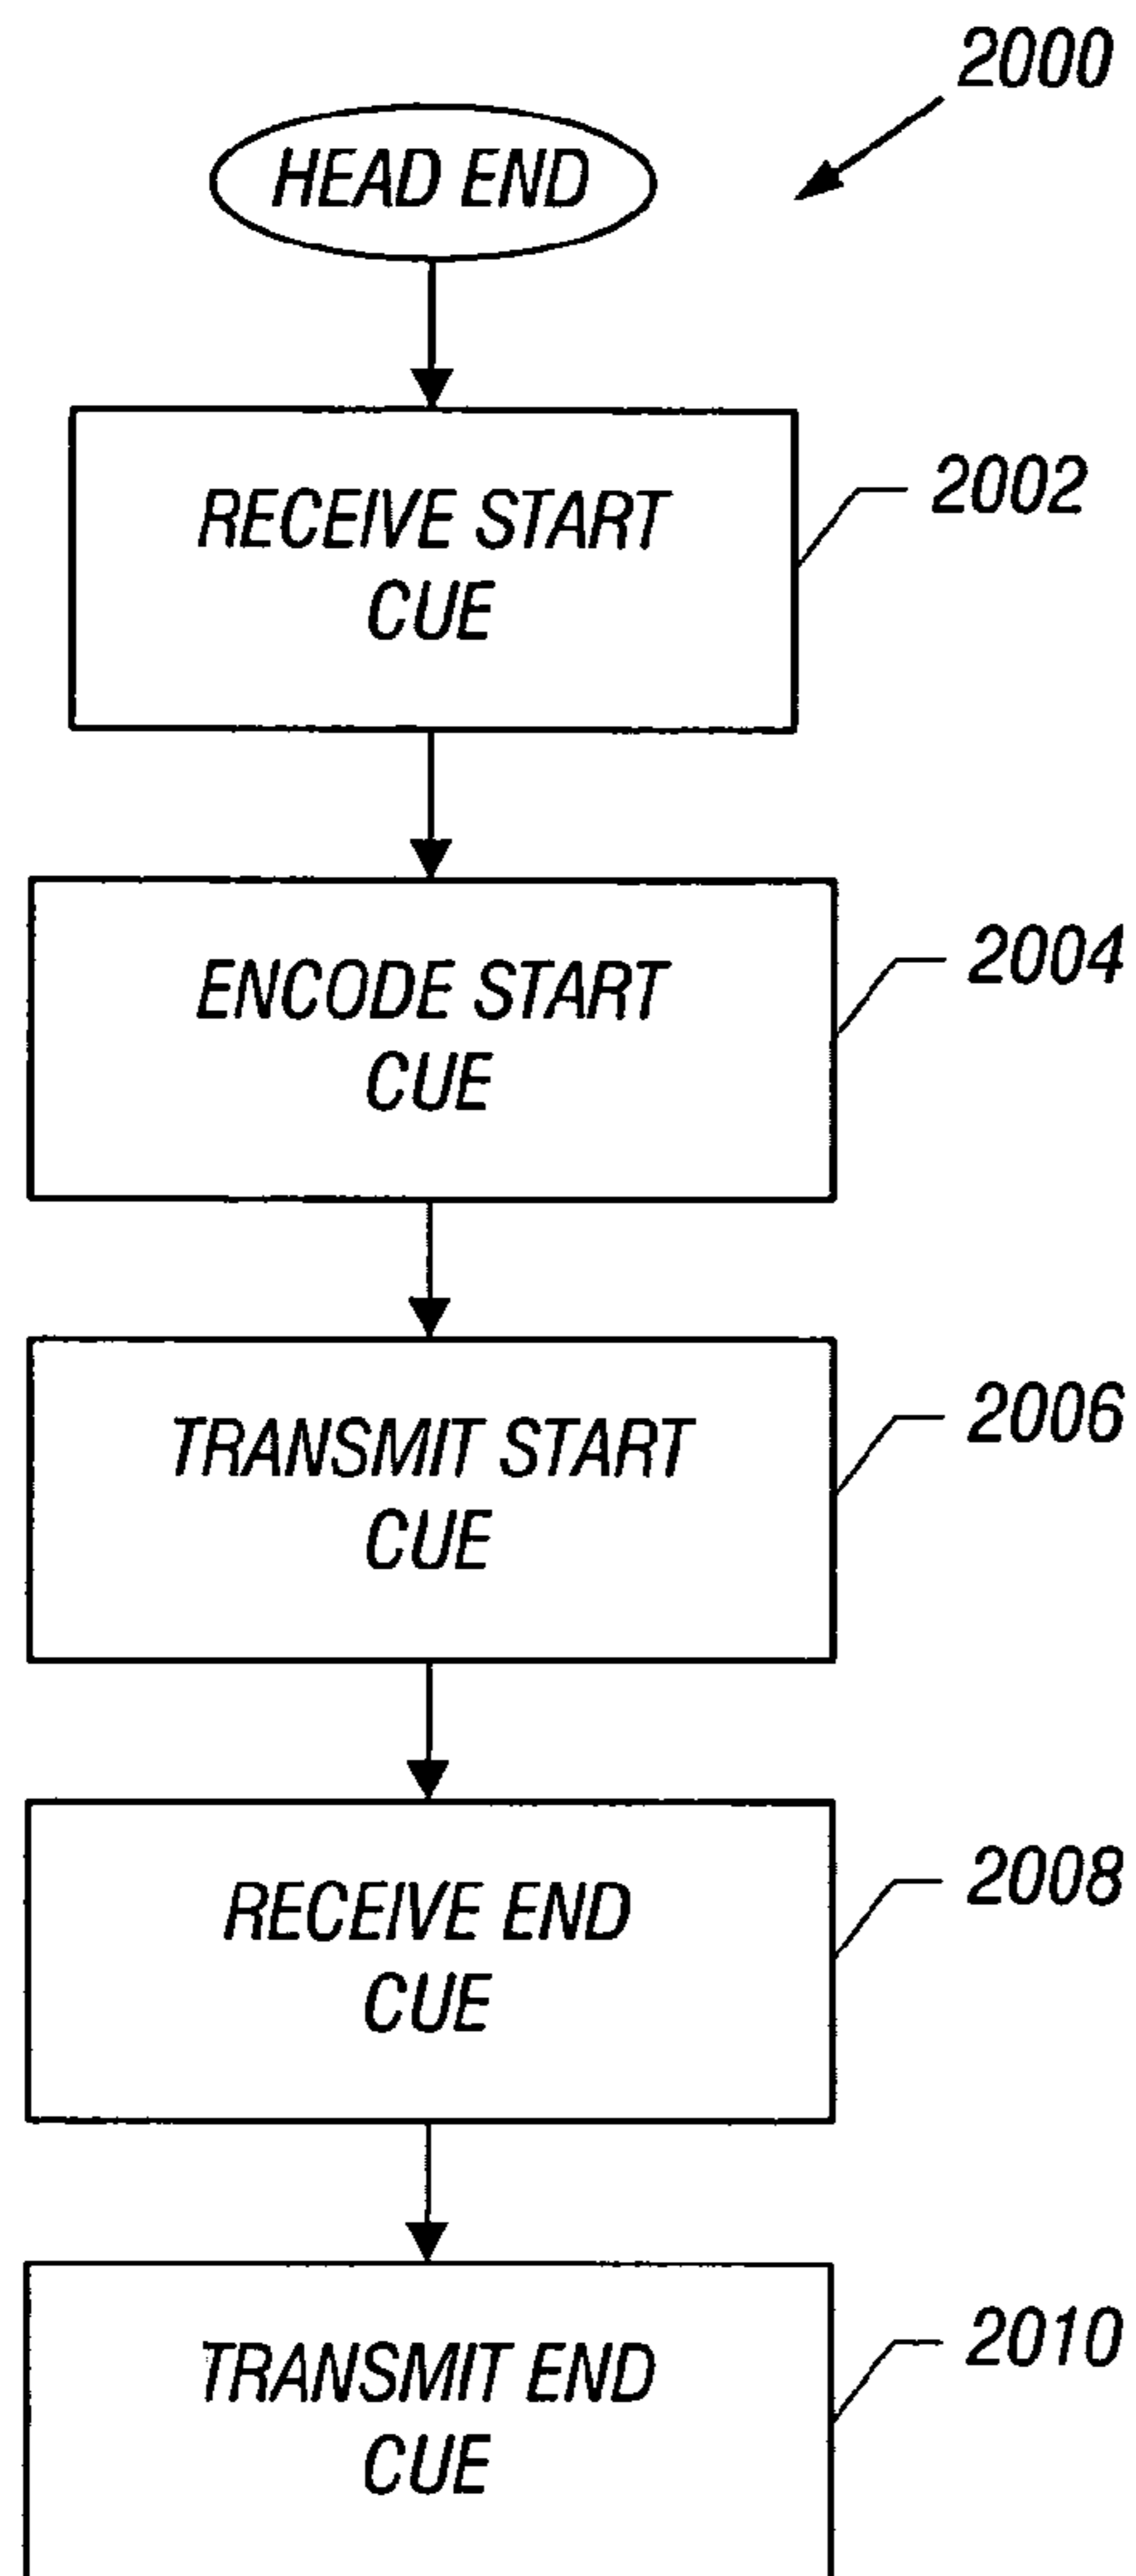 2000
HEAD END
RECEIVE START
CUE
2002
ENCODE START
CUE
2004
TRANSMIT START
CUE
2006
RECEIVE END
CUE
2008
TRANSMIT END
CUE
2010